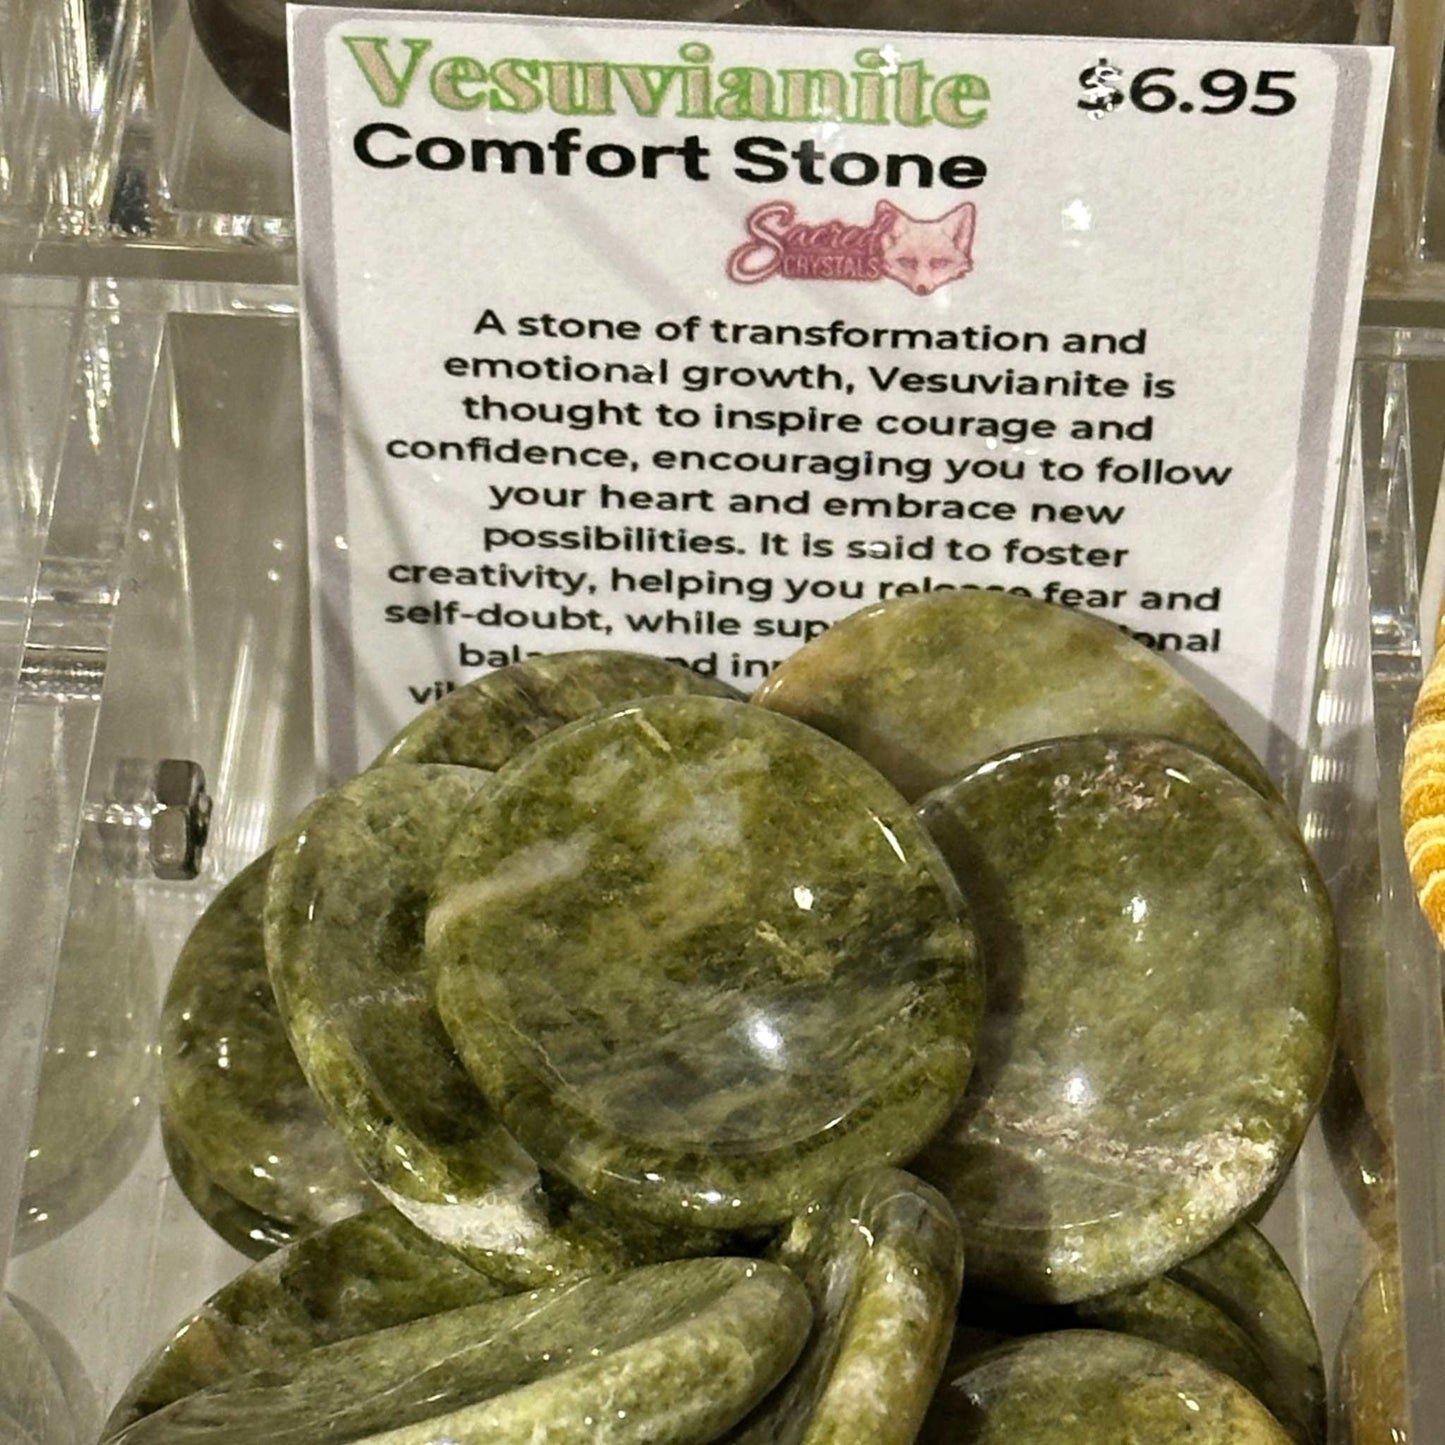 Vesuvianite $6.95
Comfort Stone
Sacred
CRYSTALS
A stone of transformation and
emotional growth, Vesuvianite is
thought to inspire courage and
confidence, encouraging you to follow
your heart and embrace new
possibilities. It is said to foster
creativity, helping you release fear and
self-doubt, while